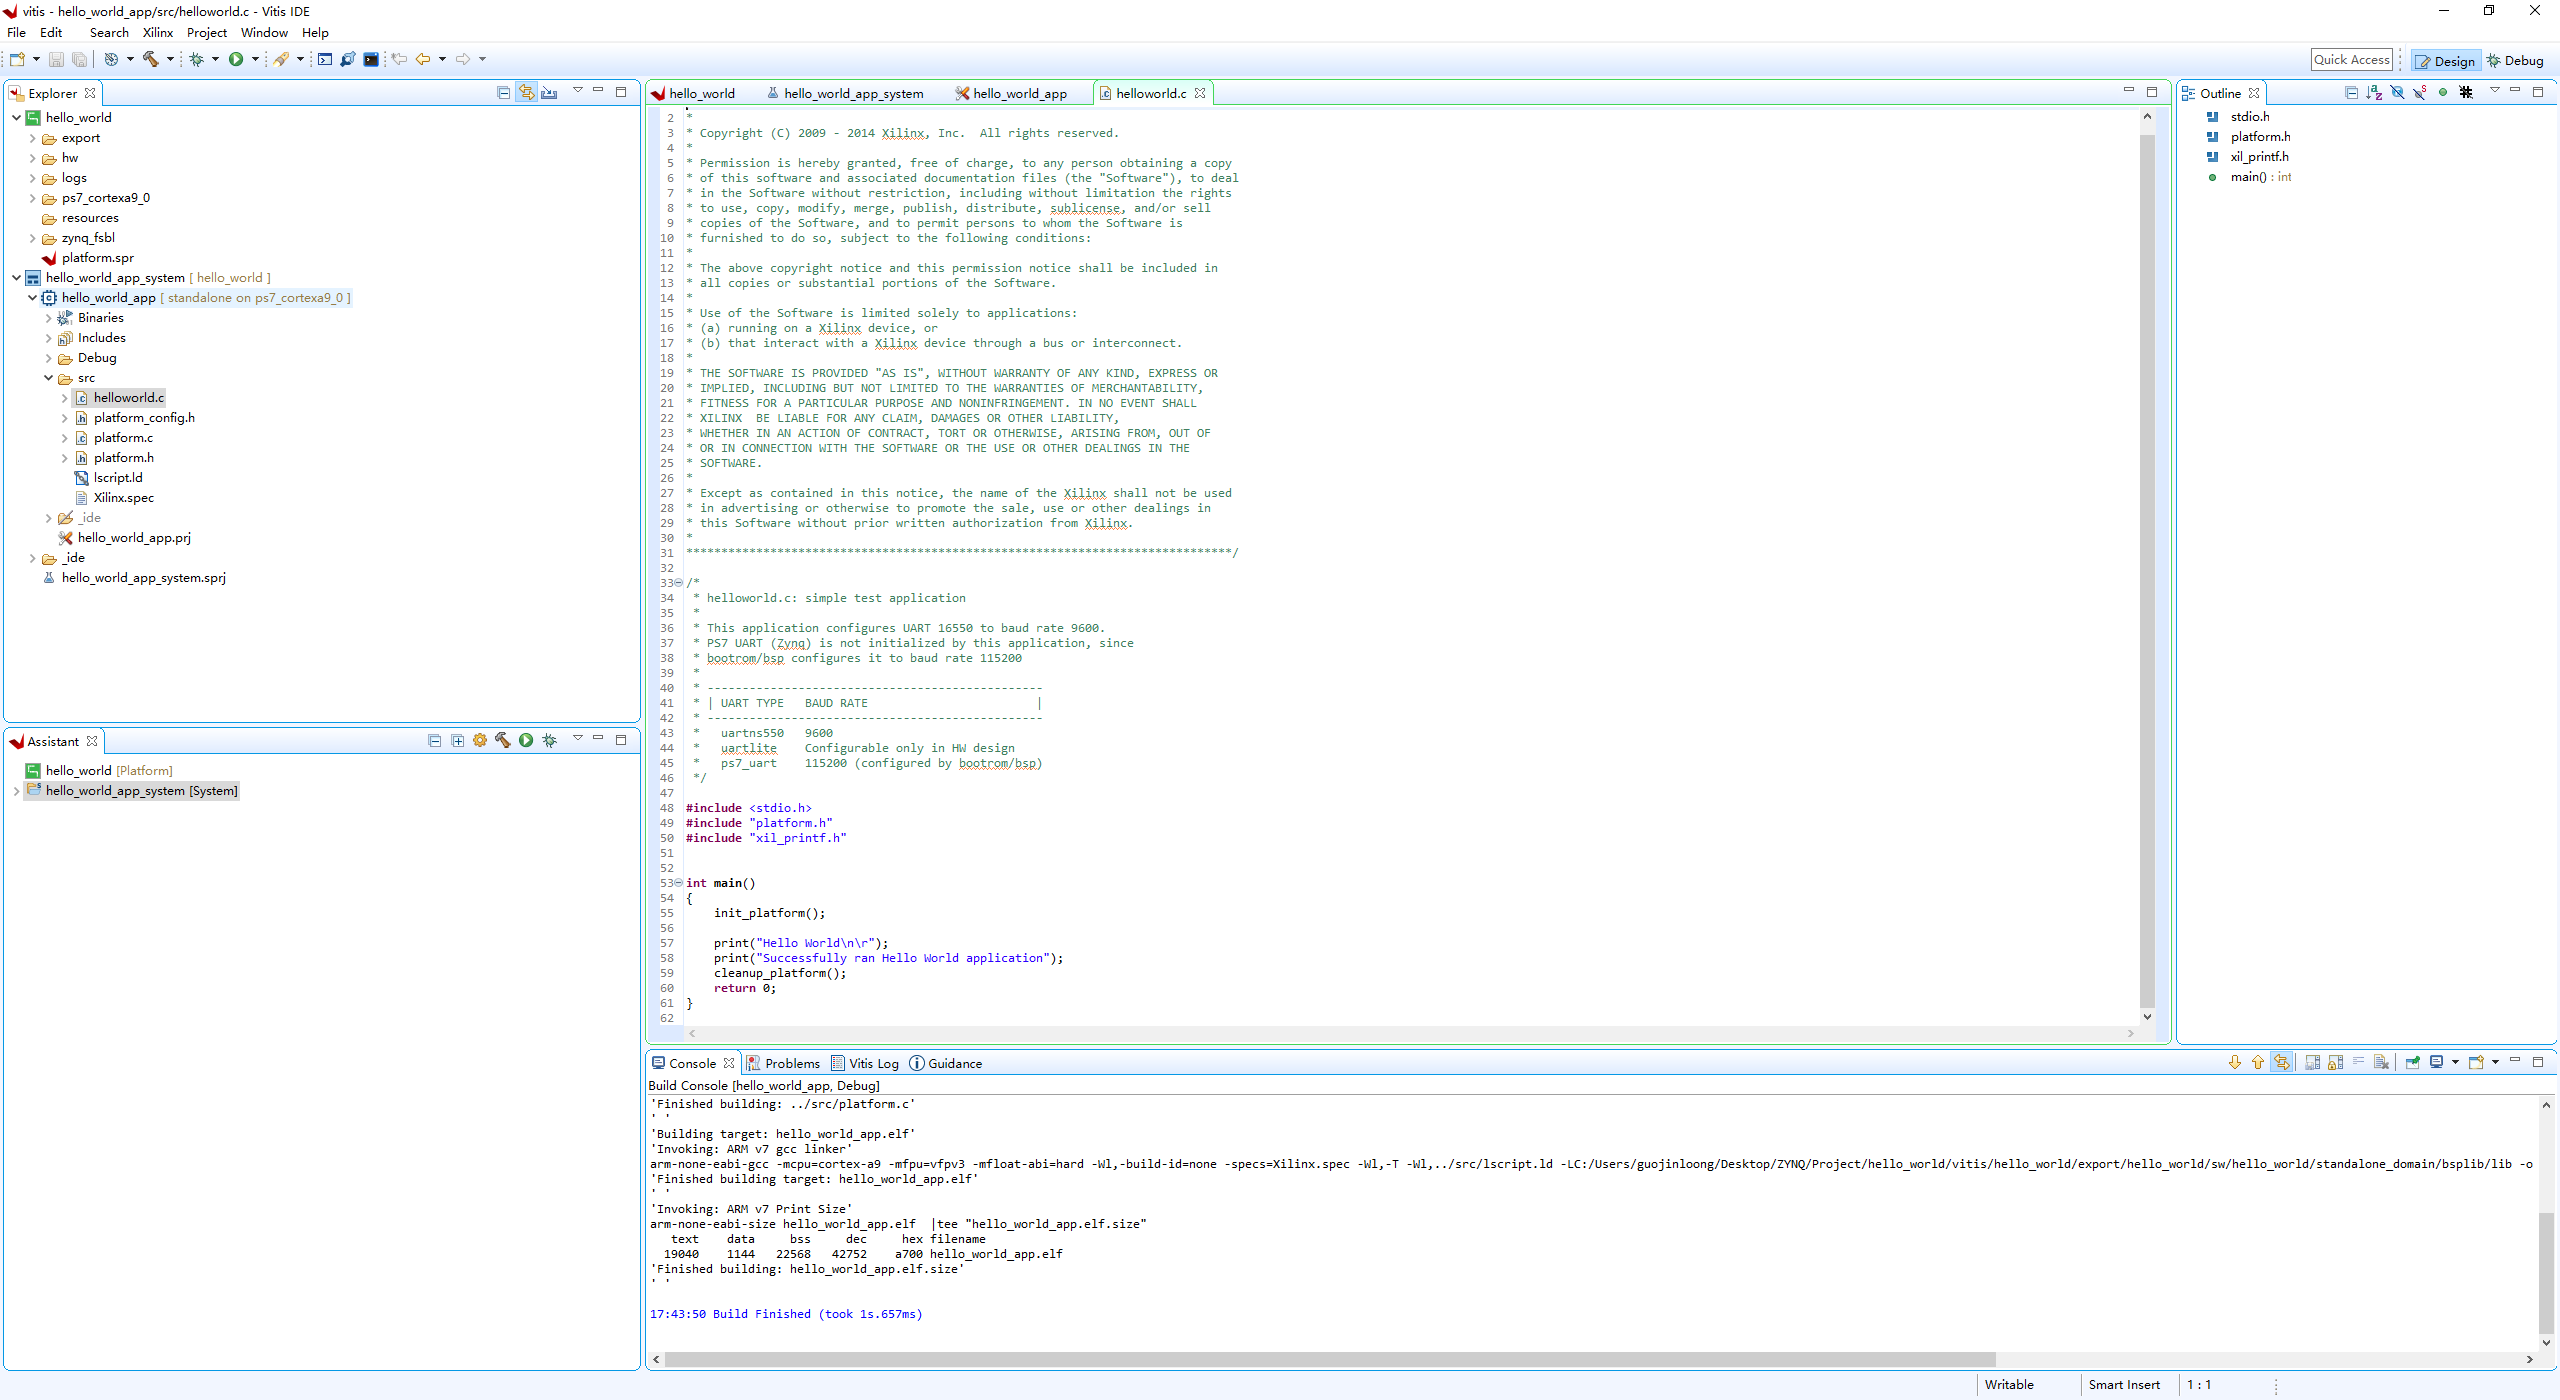 vitis - hello_world_app/src/helloworld.c - Vitis IDE
File Edit Search Xilinx Project Window Help
Quick Access Design Debug
Explorer
hello_world
export
hw
logs
ps7_cortexa9_0
resources
zynq_fsbl
platform.spr
hello_world_app_system [ hello_world ]
hello_world_app [ standalone on ps7_cortexa9_0 ]
Binaries
Includes
Debug
src
helloworld.c
platform_config.h
platform.c
platform.h
lscript.ld
Xilinx.spec
_ide
hello_world_app.prj
_ide
hello_world_app_system.sprj
Assistant
hello_world [Platform]
hello_world_app_system [System]
hello_world hello_world_app_system hello_world_app helloworld.c
2 *
3 * Copyright (C) 2009 - 2014 Xilinx, Inc.  All rights reserved.
4 *
5 * Permission is hereby granted, free of charge, to any person obtaining a copy
6 * of this software and associated documentation files (the "Software"), to deal
7 * in the Software without restriction, including without limitation the rights
8 * to use, copy, modify, merge, publish, distribute, sublicense, and/or sell
9 * copies of the Software, and to permit persons to whom the Software is
10 * furnished to do so, subject to the following conditions:
11 *
12 * The above copyright notice and this permission notice shall be included in
13 * all copies or substantial portions of the Software.
14 *
15 * Use of the Software is limited solely to applications:
16 * (a) running on a Xilinx device, or
17 * (b) that interact with a Xilinx device through a bus or interconnect.
18 *
19 * THE SOFTWARE IS PROVIDED "AS IS", WITHOUT WARRANTY OF ANY KIND, EXPRESS OR
20 * IMPLIED, INCLUDING BUT NOT LIMITED TO THE WARRANTIES OF MERCHANTABILITY,
21 * FITNESS FOR A PARTICULAR PURPOSE AND NONINFRINGEMENT. IN NO EVENT SHALL
22 * XILINX  BE LIABLE FOR ANY CLAIM, DAMAGES OR OTHER LIABILITY,
23 * WHETHER IN AN ACTION OF CONTRACT, TORT OR OTHERWISE, ARISING FROM, OUT OF
24 * OR IN CONNECTION WITH THE SOFTWARE OR THE USE OR OTHER DEALINGS IN THE
25 * SOFTWARE.
26 *
27 * Except as contained in this notice, the name of the Xilinx shall not be used
28 * in advertising or otherwise to promote the sale, use or other dealings in
29 * this Software without prior written authorization from Xilinx.
30 *
31 ******************************************************************************/
32
33 /*
34  * helloworld.c: simple test application
35  *
36  * This application configures UART 16550 to baud rate 9600.
37  * PS7 UART (Zynq) is not initialized by this application, since
38  * bootrom/bsp configures it to baud rate 115200
39  *
40  * ------------------------------------------------
41  * | UART TYPE   BAUD RATE                        |
42  * ------------------------------------------------
43  *   uartns550   9600
44  *   uartlite    Configurable only in HW design
45  *   ps7_uart    115200 (configured by bootrom/bsp)
46  */
47
48 #include <stdio.h>
49 #include "platform.h"
50 #include "xil_printf.h"
51
52
53 int main()
54 {
55     init_platform();
56
57     print("Hello World\n\r");
58     print("Successfully ran Hello World application");
59     cleanup_platform();
60     return 0;
61 }
62
Outline
stdio.h
platform.h
xil_printf.h
main() : int
Console Problems Vitis Log Guidance
Build Console [hello_world_app, Debug]
'Finished building: ../src/platform.c'
' '
'Building target: hello_world_app.elf'
'Invoking: ARM v7 gcc linker'
arm-none-eabi-gcc -mcpu=cortex-a9 -mfpu=vfpv3 -mfloat-abi=hard -Wl,-build-id=none -specs=Xilinx.spec -Wl,-T -Wl,../src/lscript.ld -LC:/Users/guojinloong/Desktop/ZYNQ/Project/hello_world/vitis/hello_world/export/hello_world/sw/hello_world/standalone_domain/bsplib/lib -o
'Finished building target: hello_world_app.elf'
' '
'Invoking: ARM v7 Print Size'
arm-none-eabi-size hello_world_app.elf  |tee "hello_world_app.elf.size"
text    data     bss     dec     hex filename
19040    1144   22568   42752    a700 hello_world_app.elf
'Finished building: hello_world_app.elf.size'
' '
17:43:50 Build Finished (took 1s.657ms)
Writable Smart Insert 1 : 1